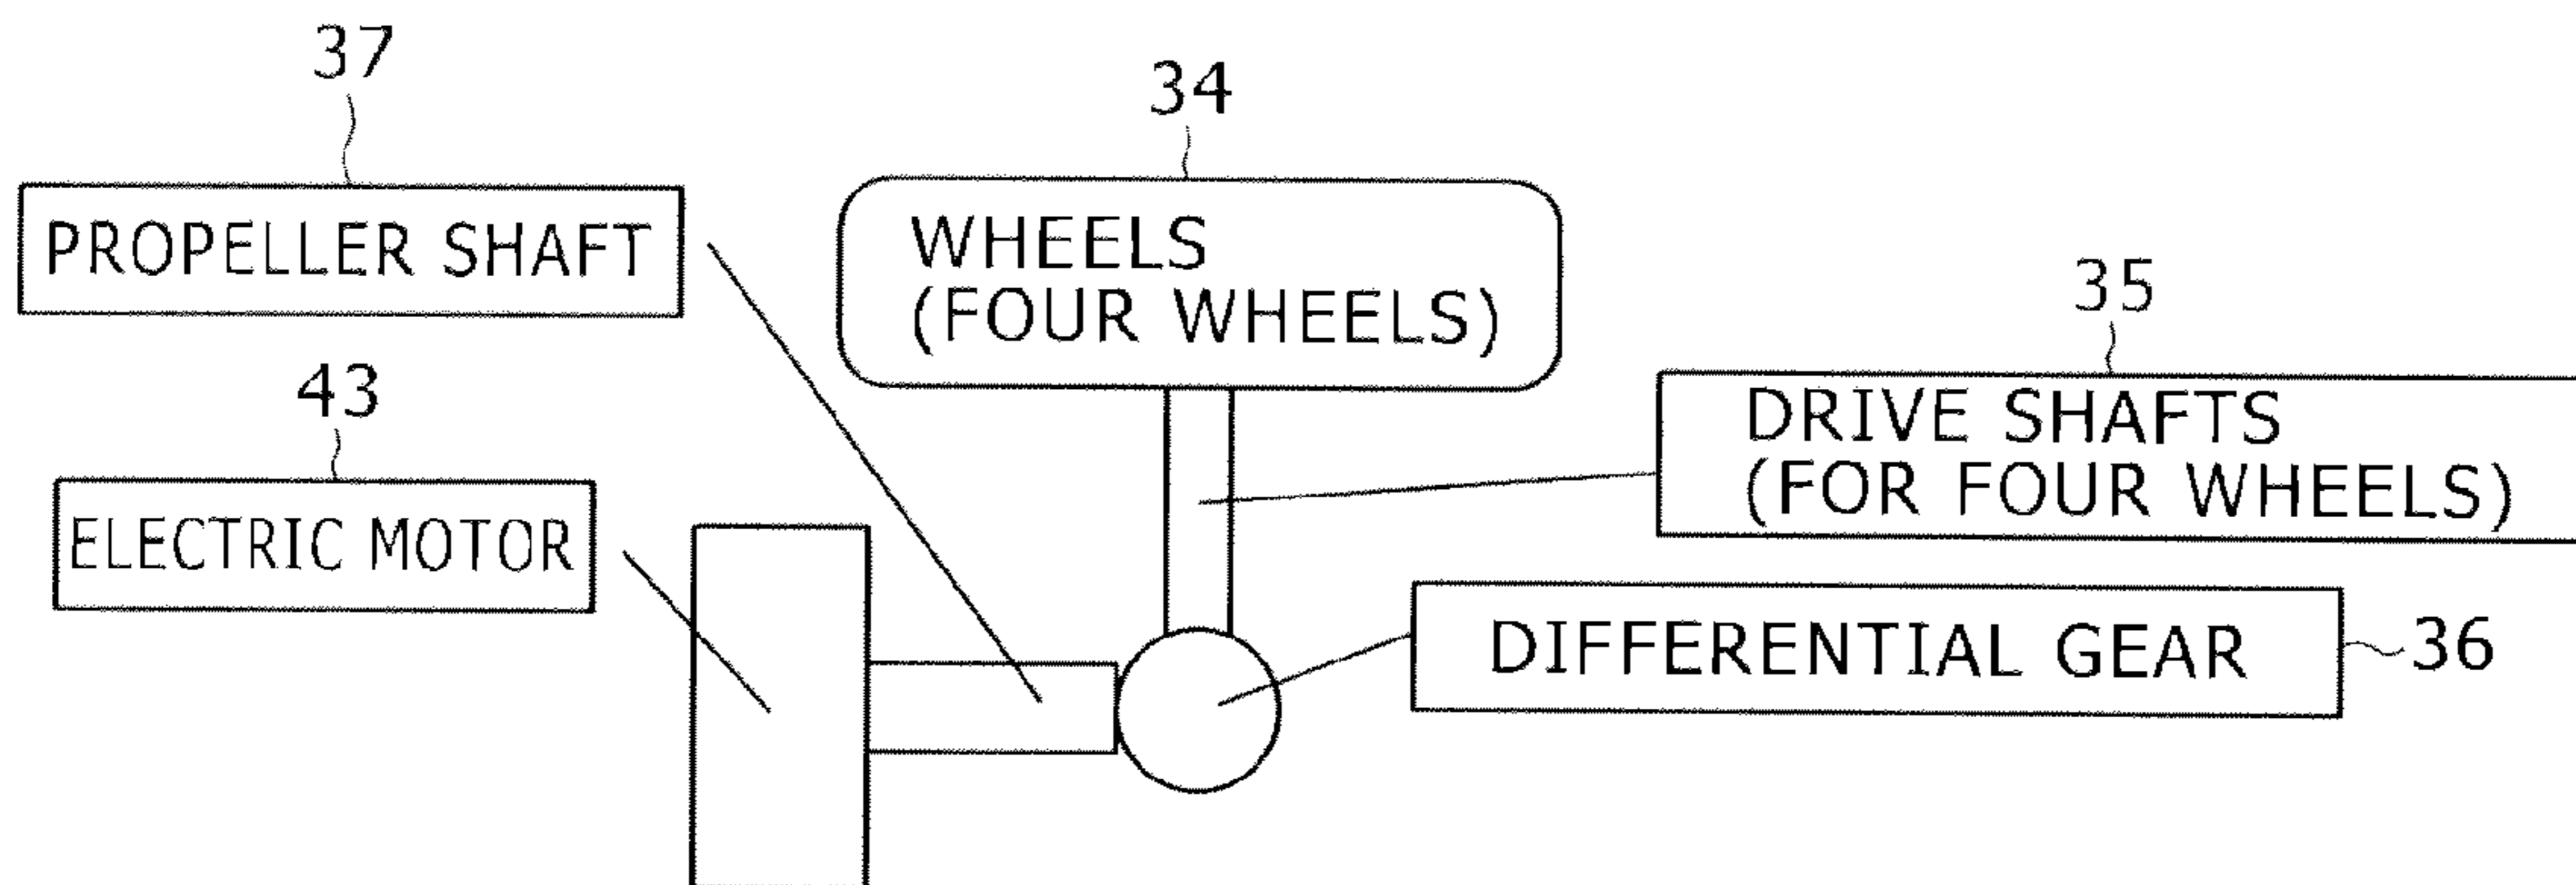 37
PROPELLER SHAFT
34
WHEELS
(FOUR WHEELS)
35
DRIVE SHAFTS
(FOR FOUR WHEELS)
43
ELECTRIC MOTOR
DIFFERENTIAL GEAR
36